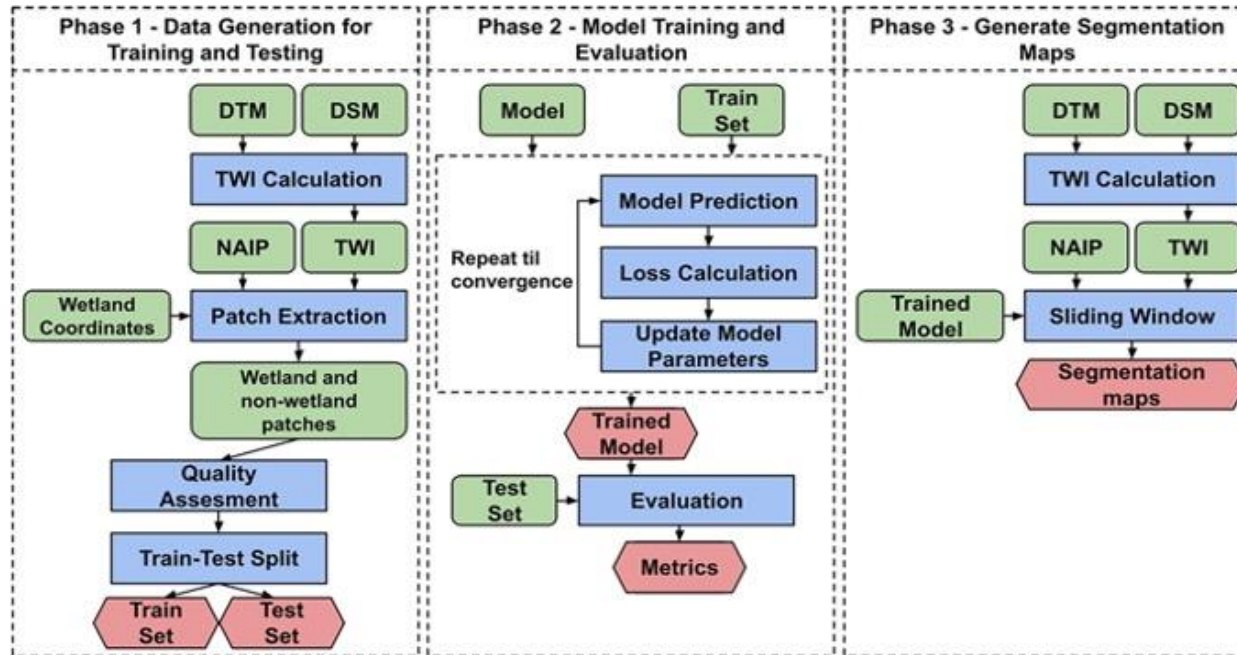 Phase 1 - Data Generation for
Training and Testing
DTM
DSM
TWI Calculation
NAIP
TWI
Wetland
Coordinates
Patch Extraction
Wetland and
non-wetland
patches
Quality
Assesment
Train-Test Split
Train
Set
Test
Set
Phase 2 - Model Training and
Evaluation
Model
Train
Set
Model Prediction
Repeat til
convergence
Loss Calculation
Update Model
Parameters
Trained
Model
Test
Set
Evaluation
Metrics
Phase 3 - Generate Segmentation
Maps
DTM
DSM
TWI Calculation
NAIP
TWI
Trained
Model
Sliding Window
Segmentation
maps